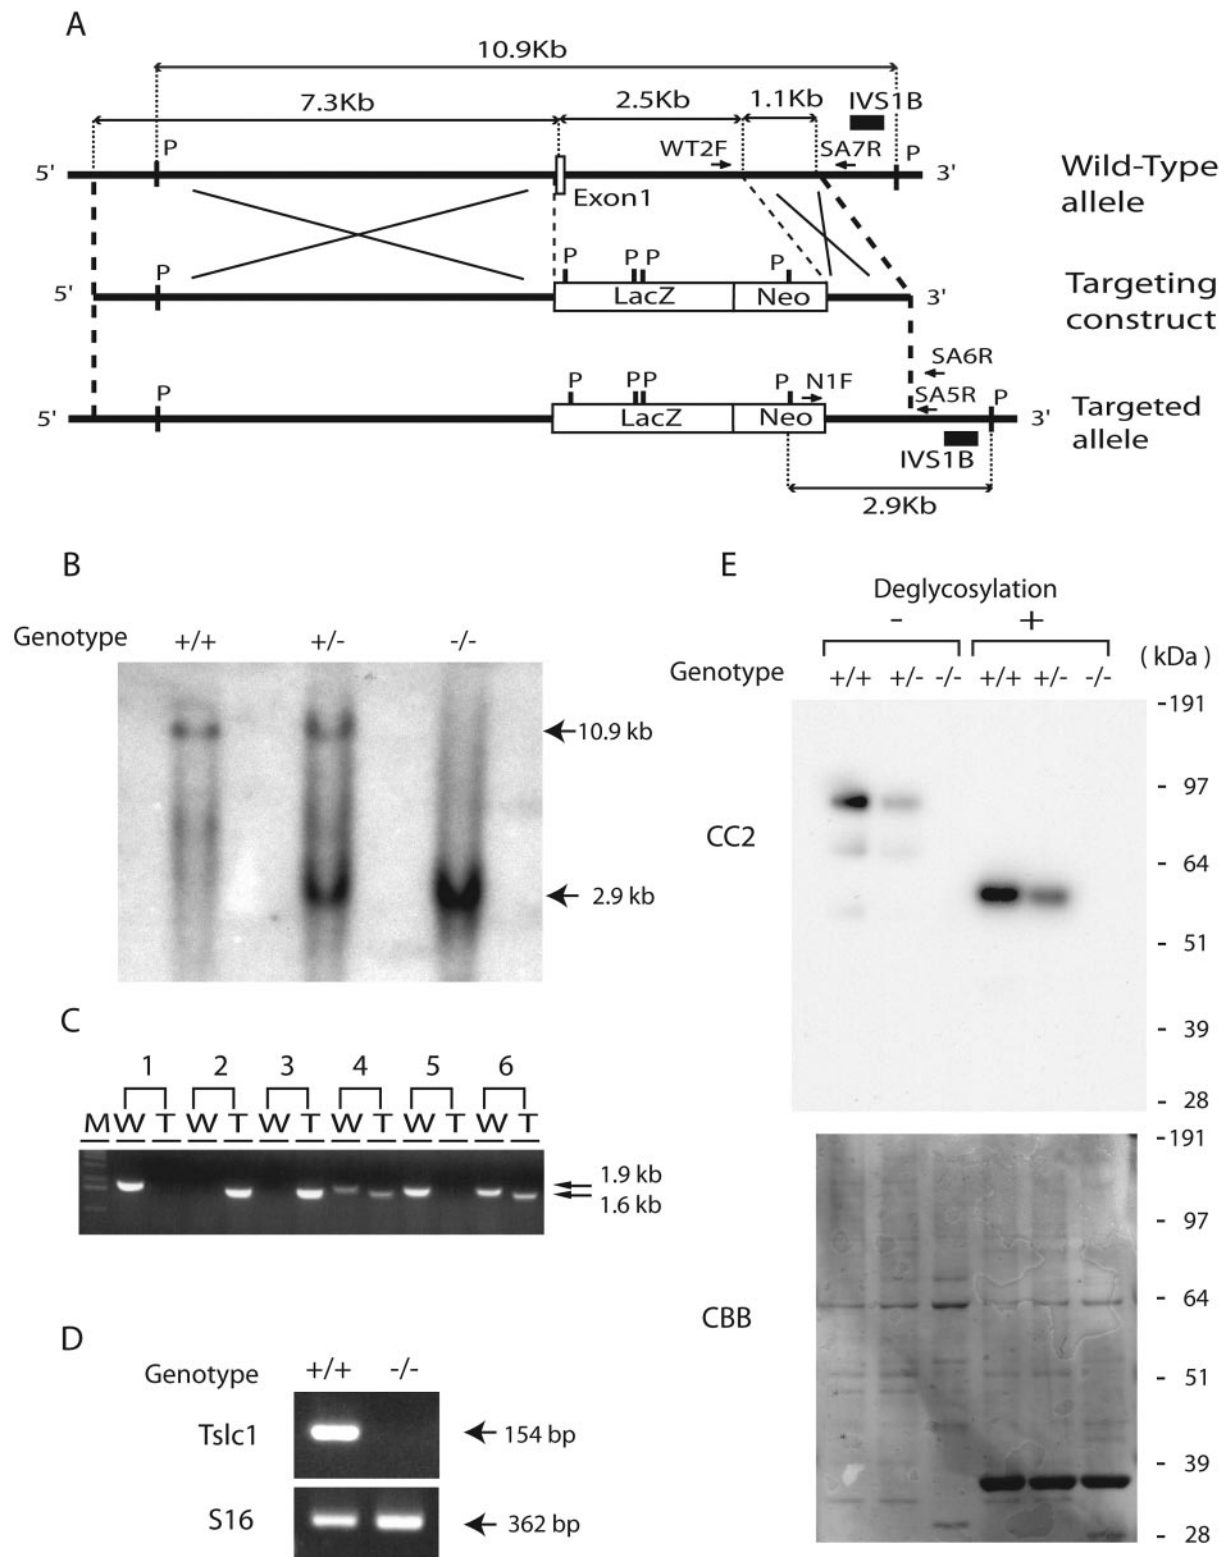 A
10.9Kb
7.3Kb 2.5Kb 1.1Kb IVS1B
P WT2F SA7R P
5' Exon1 3' Wild-Type allele
P P P P P
5' LacZ Neo 3' Targeting construct
SA6R
P P P P P N1F SA5R P
5' LacZ Neo 3' Targeted allele
IVS1B
2.9Kb
B
Genotype +/+ +/- -/-
10.9 kb
2.9 kb
C
1 2 3 4 5 6
M W T W T W T W T W T W T
1.9 kb
1.6 kb
D
Genotype +/+ -/-
Tslc1 154 bp
S16 362 bp
E
Deglycosylation
- +
Genotype +/+ +/- -/- +/+ +/- -/- ( kDa )
-191
- 97
CC2
- 64
- 51
- 39
- 28
-191
- 97
- 64
CBB
- 51
- 39
- 28